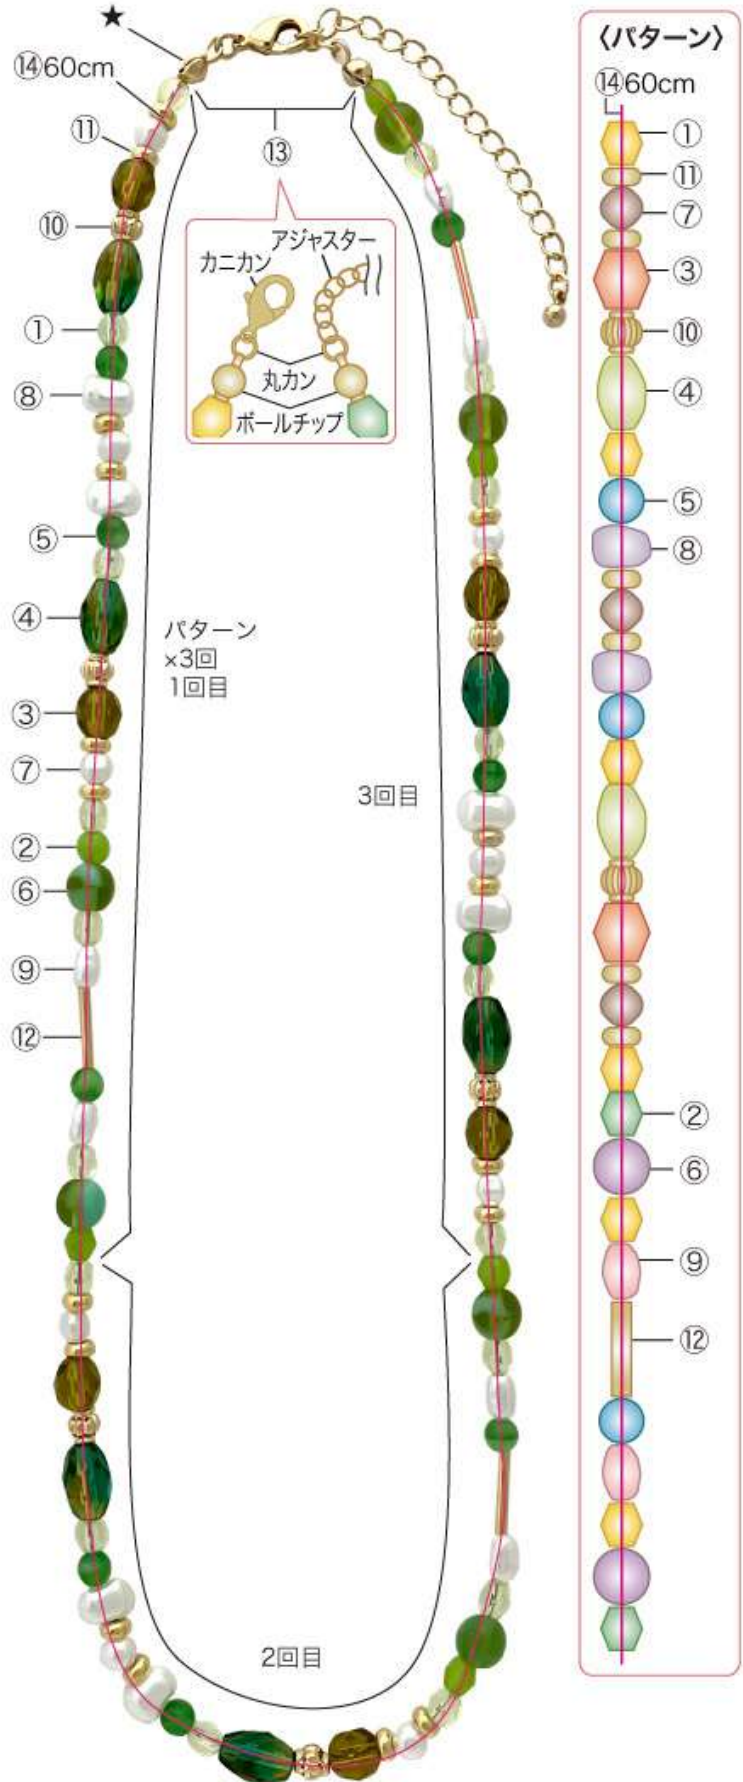 ★
⑭60cm
⑪
⑩
①
⑧
⑤
④
③
⑦
②
⑥
⑨
⑫
⑬
カニカン
アジャスター
丸カン
ボールチップ
パターン
×3回
1回目
3回目
2回目
〈パターン〉
⑭60cm
①
⑪
⑦
③
⑩
④
⑤
⑧
②
⑥
⑨
⑫